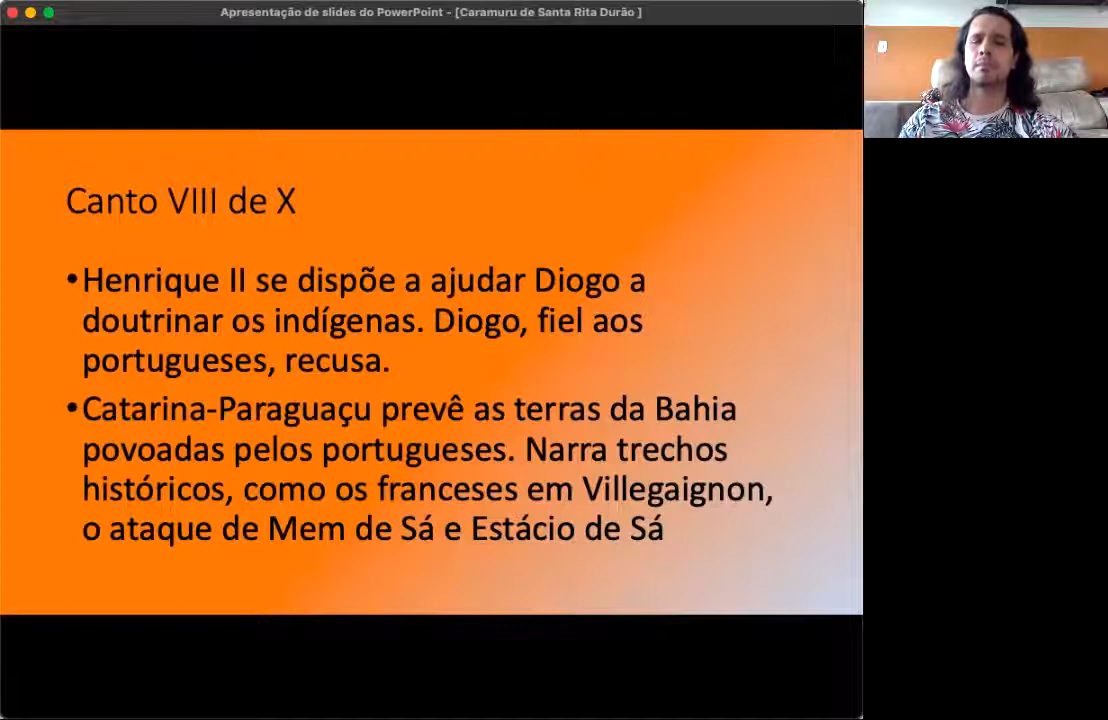 Apresentação de slides do PowerPoint - [Caramuru de Santa Rita Durão ]
Canto VIII de X
•Henrique II se dispõe a ajudar Diogo a
doutrinar os indígenas. Diogo, fiel aos
portugueses, recusa.
•Catarina-Paraguaçu prevê as terras da Bahia
povoadas pelos portugueses. Narra trechos
históricos, como os franceses em Villegaignon,
o ataque de Mem de Sá e Estácio de Sá